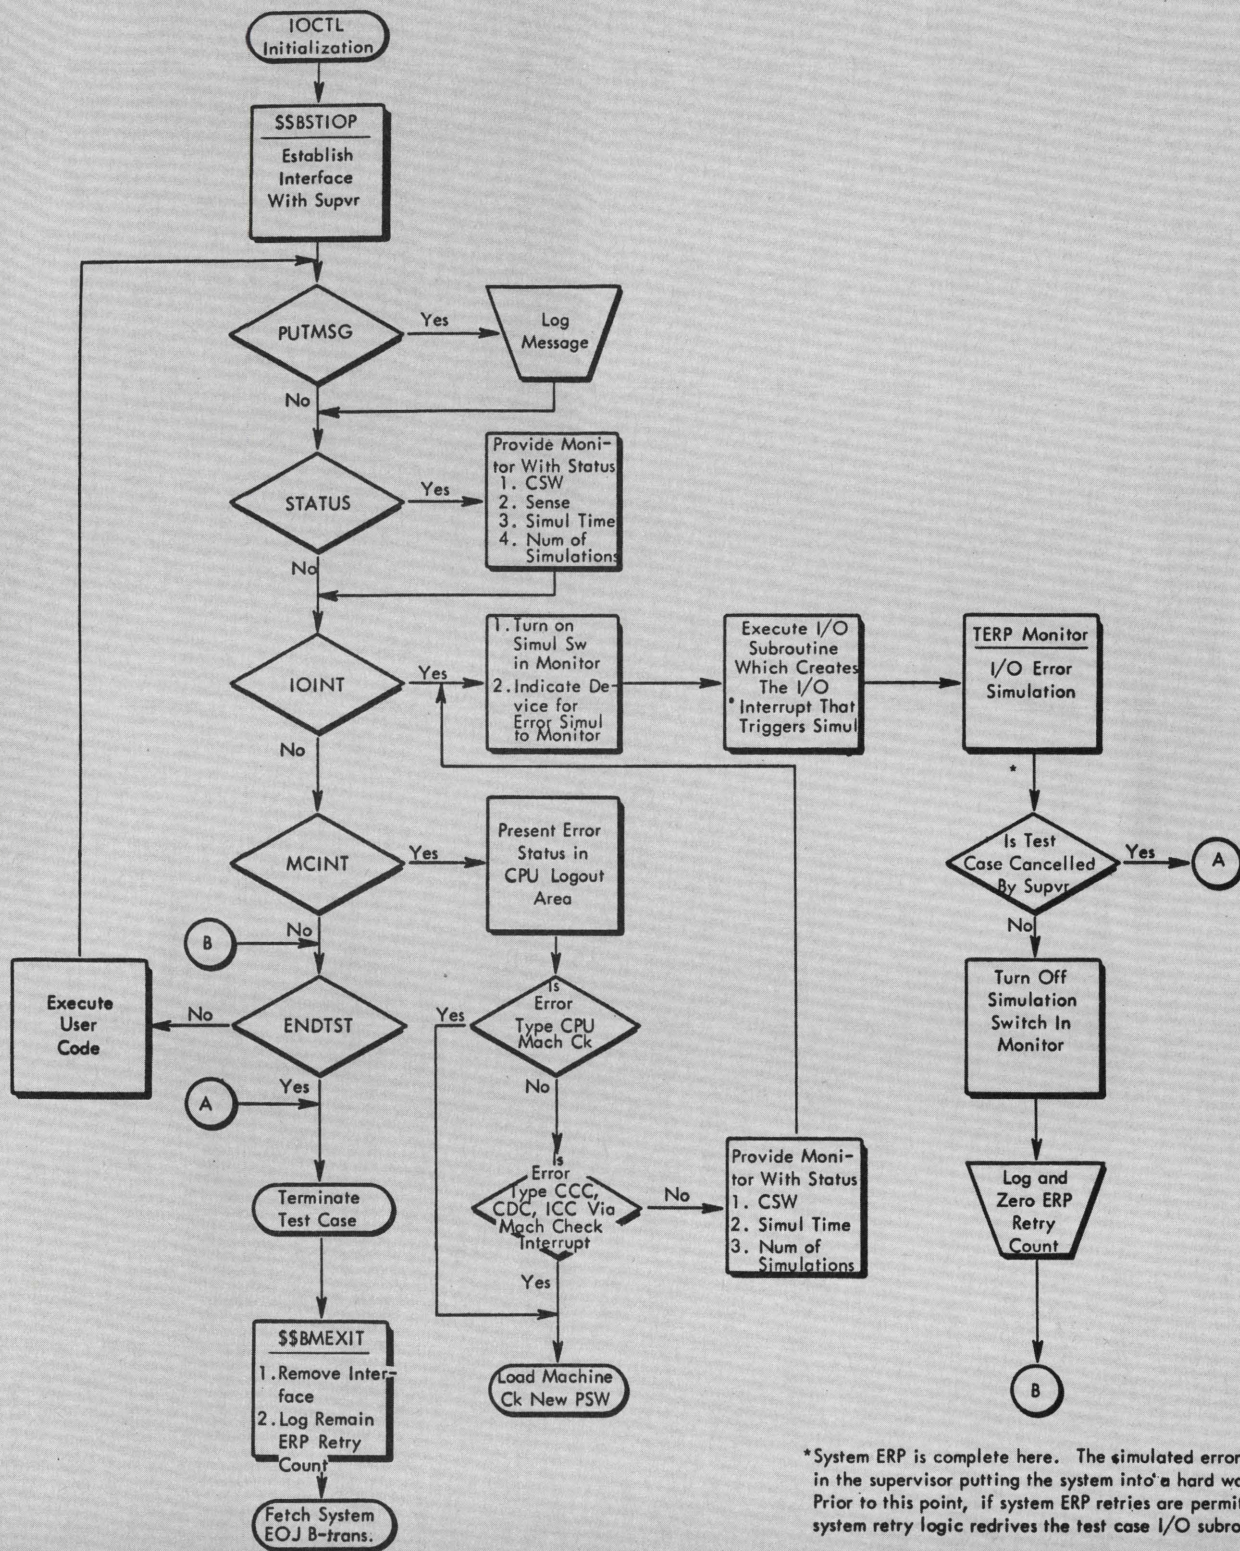 IOCTL
Initialization
$SBSTIOP
Establish
Interface
With Supvr
PUTMSG
Yes
Log
Message
No
STATUS
Yes
Provide Moni-
tor With Status
1. CSW
2. Sense
3. Simul Time
4. Num of
Simulations
No
IOINT
Yes
1. Turn on
Simul Sw
in Monitor
2. Indicate De-
vice for
Error Simul
to Monitor
Execute I/O
Subroutine
Which Creates
The I/O
* Interrupt That
Triggers Simul
TERP Monitor
I/O Error
Simulation
*
No
MCINT
Yes
Present Error
Status in
CPU Logout
Area
Is Test
Case Cancelled
By Supvr
Yes
A
No
B
No
Execute
User
Code
No
ENDTST
Yes
A
Yes
Is
Error
Type CPU
Mach Ck
No
Turn Off
Simulation
Switch In
Monitor
Terminate
Test Case
Is
Error
Type CCC,
CDC, ICC Via
Mach Check
Interrupt
No
Yes
Provide Moni-
tor With Status
1. CSW
2. Simul Time
3. Num of
Simulations
Log and
Zero ERP
Retry
Count
B
$$BMEXIT
1. Remove Inter-
face
2. Log Remain
ERP Retry
Count
Load Machine
Ck New PSW
Fetch System
EOJ B-trans.
*System ERP is complete here. The simulated error
in the supervisor putting the system into a hard
Prior to this point, if system ERP retries are
system retry logic redrives the test case I/O